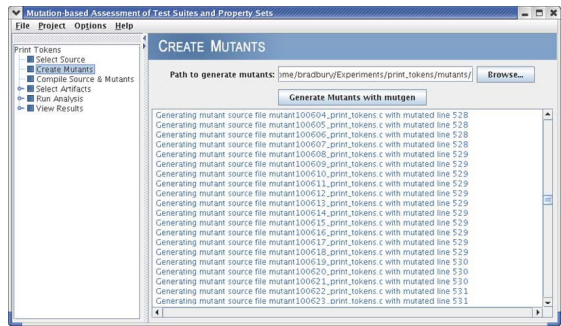 Mutation-based Assessment of Test Suites and Property Sets
File Project Options Help
Print Tokens
Select Source
Create Mutants
Compile Source & Mutants
Select Artifacts
Run Analysis
View Results
CREATE MUTANTS
Path to generate mutants: ome/bradbury/Experiments/print_tokens/mutants/ Browse...
Generate Mutants with mutgen
Generating mutant source file mutant100604_print_tokens.c with mutated line 528
Generating mutant source file mutant100605_print_tokens.c with mutated line 528
Generating mutant source file mutant100606_print_tokens.c with mutated line 528
Generating mutant source file mutant100607_print_tokens.c with mutated line 528
Generating mutant source file mutant100608_print_tokens.c with mutated line 529
Generating mutant source file mutant100609_print_tokens.c with mutated line 529
Generating mutant source file mutant100610_print_tokens.c with mutated line 529
Generating mutant source file mutant100611_print_tokens.c with mutated line 529
Generating mutant source file mutant100612_print_tokens.c with mutated line 529
Generating mutant source file mutant100613_print_tokens.c with mutated line 529
Generating mutant source file mutant100614_print_tokens.c with mutated line 529
Generating mutant source file mutant100615_print_tokens.c with mutated line 529
Generating mutant source file mutant100616_print_tokens.c with mutated line 529
Generating mutant source file mutant100617_print_tokens.c with mutated line 529
Generating mutant source file mutant100618_print_tokens.c with mutated line 529
Generating mutant source file mutant100619_print_tokens.c with mutated line 530
Generating mutant source file mutant100620_print_tokens.c with mutated line 530
Generating mutant source file mutant100621_print_tokens.c with mutated line 530
Generating mutant source file mutant100622_print_tokens.c with mutated line 531
Generating mutant source file mutant100623_print_tokens.c with mutated line 531